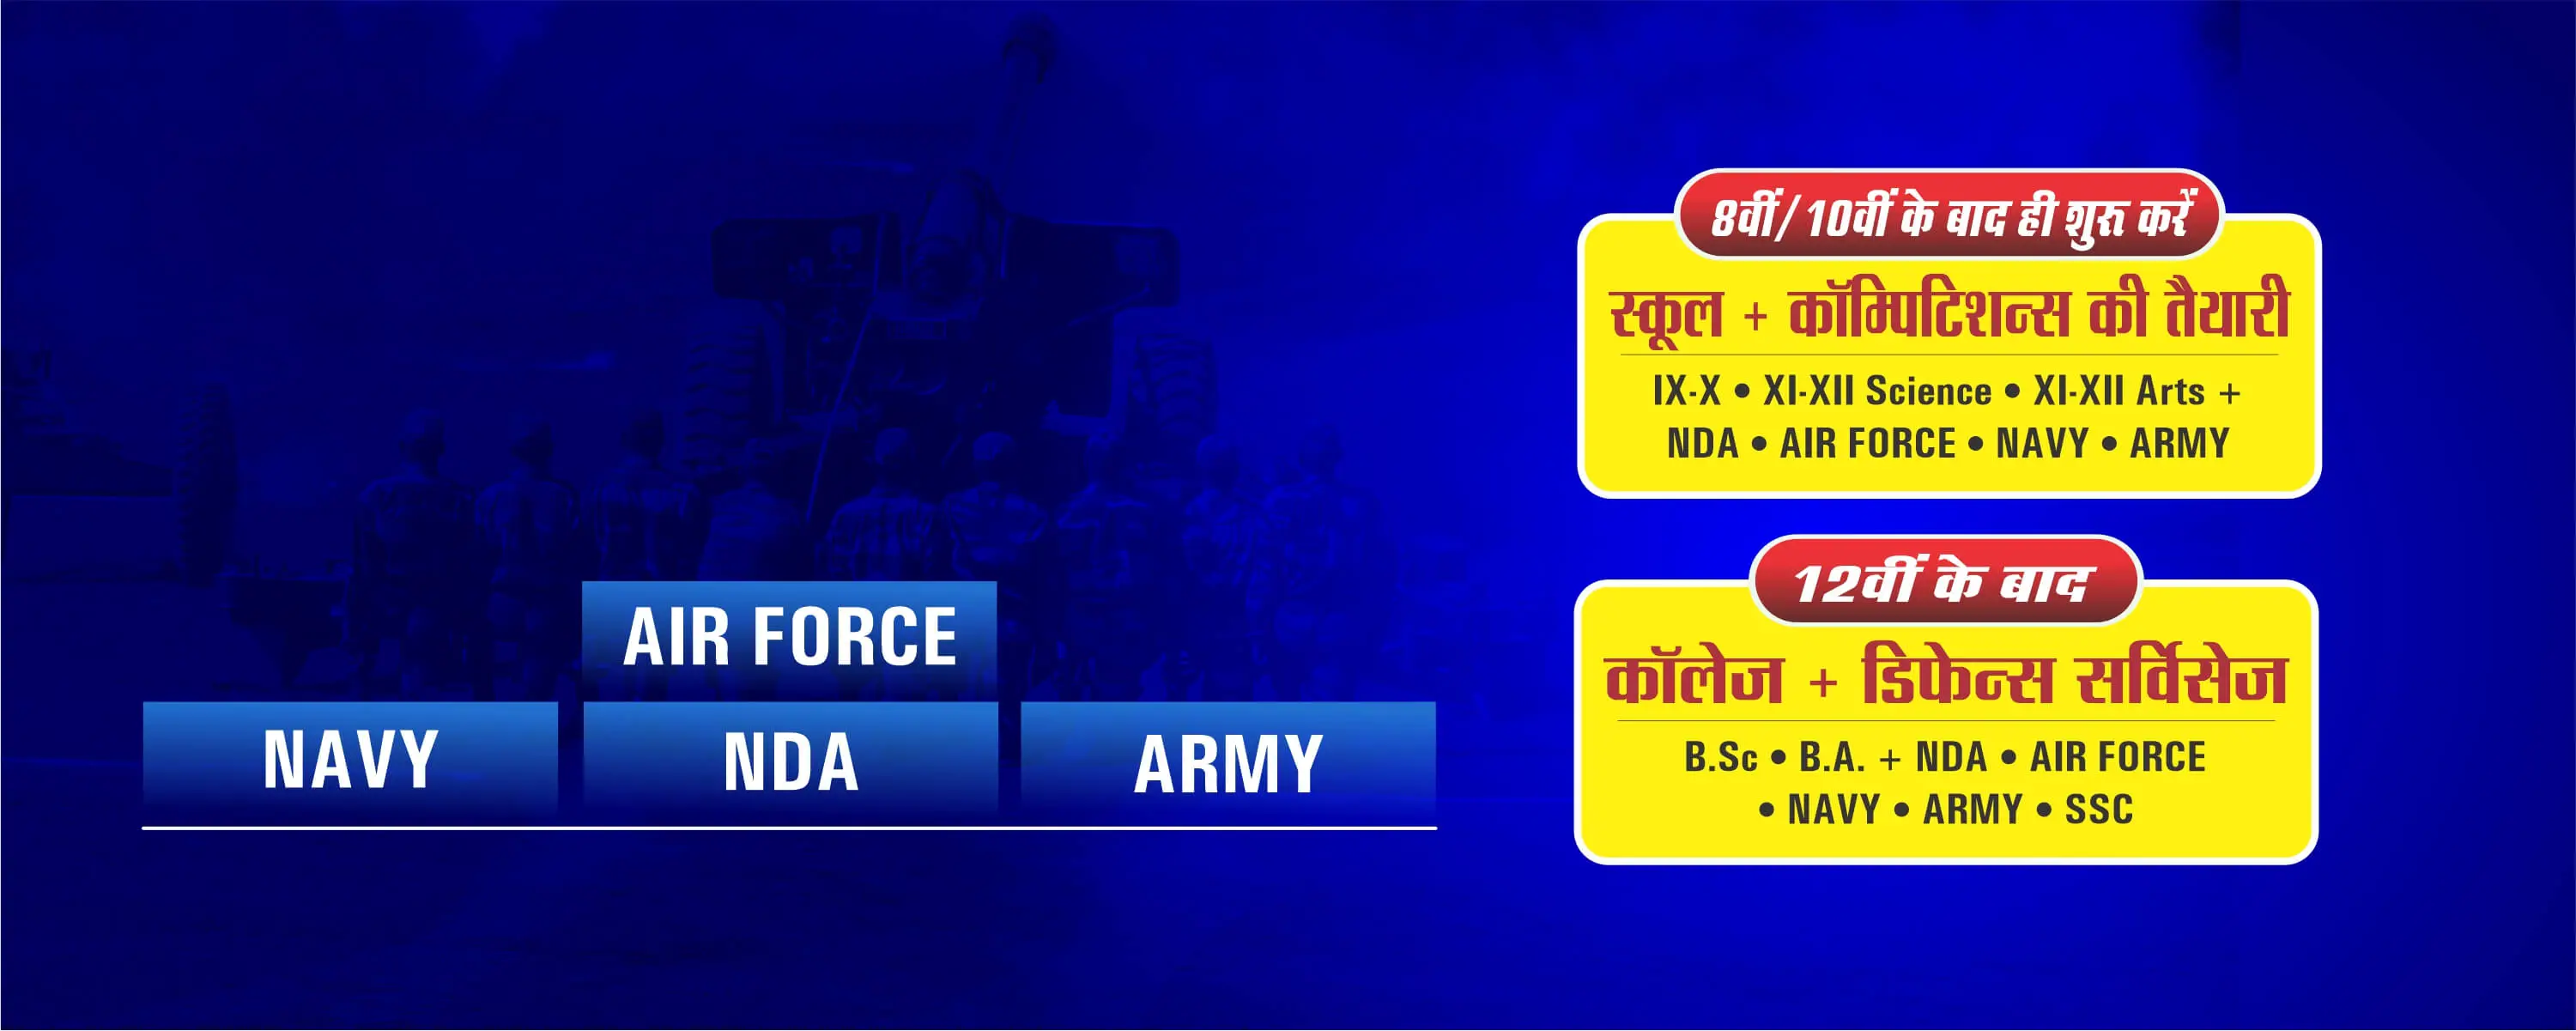 AIR FORCE
NAVY
NDA
ARMY
8वीं/10वीं के बाद ही शुरु करें
स्कूल + कॉम्पिटिशन्स की तैयारी
IX-X • XI-XII Science • XI-XII Arts +
NDA • AIR FORCE • NAVY • ARMY
12वीं के बाद
कॉलेज + डिफेन्स सर्विसेज
B.Sc • B.A. + NDA • AIR FORCE
• NAVY • ARMY • SSC